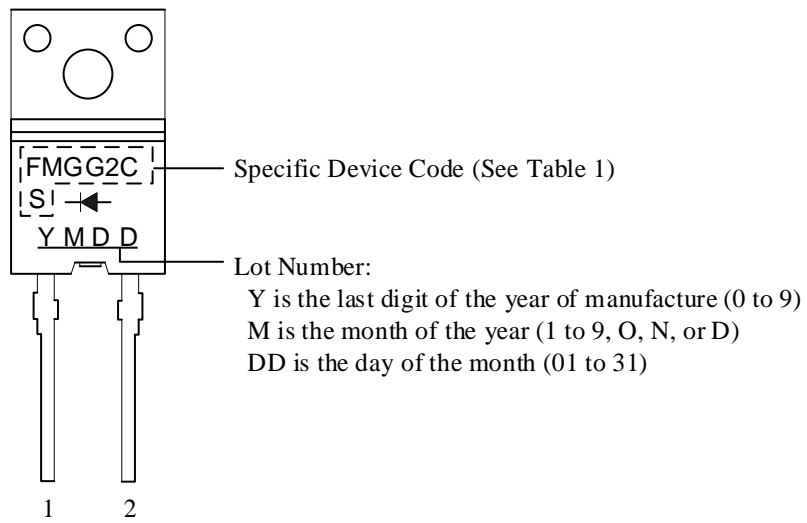 FMGG2C
Specific Device Code (See Table 1)
S
YMDD
Lot Number:
Y is the last digit of the year of manufacture (0 to 9)
M is the month of the year (1 to 9, O, N, or D)
DD is the day of the month (01 to 31)
1 2